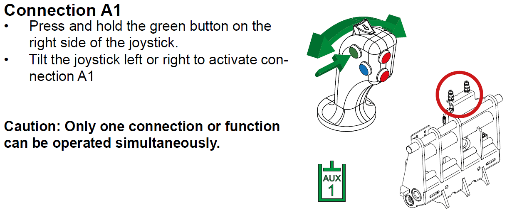 Connection A1
• Press and hold the green button on the
right side of the joystick.
• Tilt the joystick left or right to activate con-
nection A1
Caution: Only one connection or function
can be operated simultaneously.
AUX
1